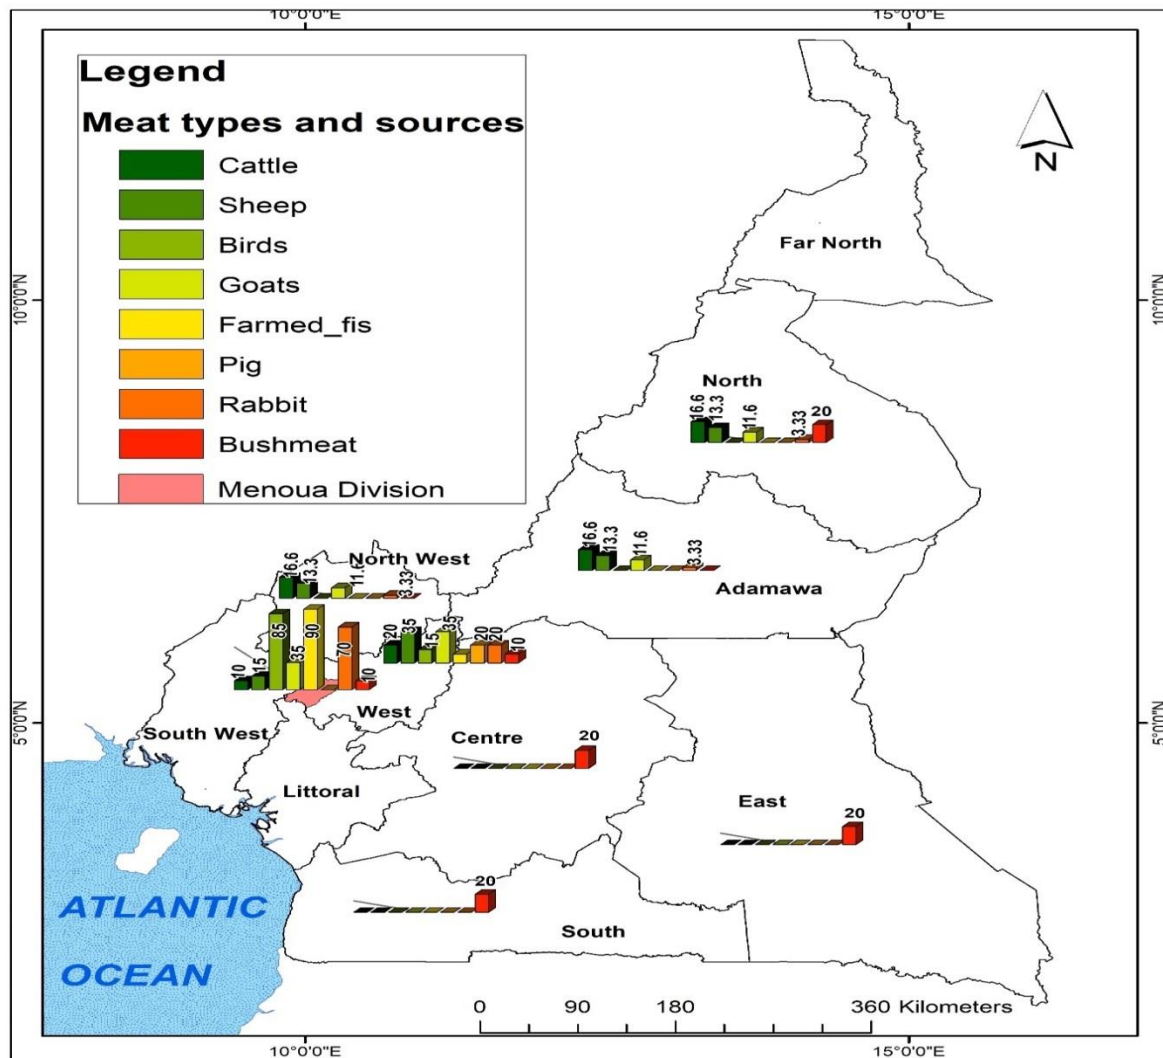 10°0'0"E
15°0'0"E
Legend
Meat types and sources
Cattle
Sheep
Birds
Goats
Farmed_fis
Pig
Rabbit
Bushmeat
Menoua Division
N
10°0'0"N
10°0'0"N
Far North
North
16.6
13.3
11.6
3.33
20
Adamawa
16.6
13.3
11.6
3.33
North West
16.6
13.3
11.6
3.33
10
15
85
35
90
70
10
20
35
15
35
20
20
10
West
South West
5°0'0"N
5°0'0"N
Centre
20
Littoral
East
20
South
20
ATLANTIC
OCEAN
0 90 180 360 Kilometers
10°0'0"E
15°0'0"E